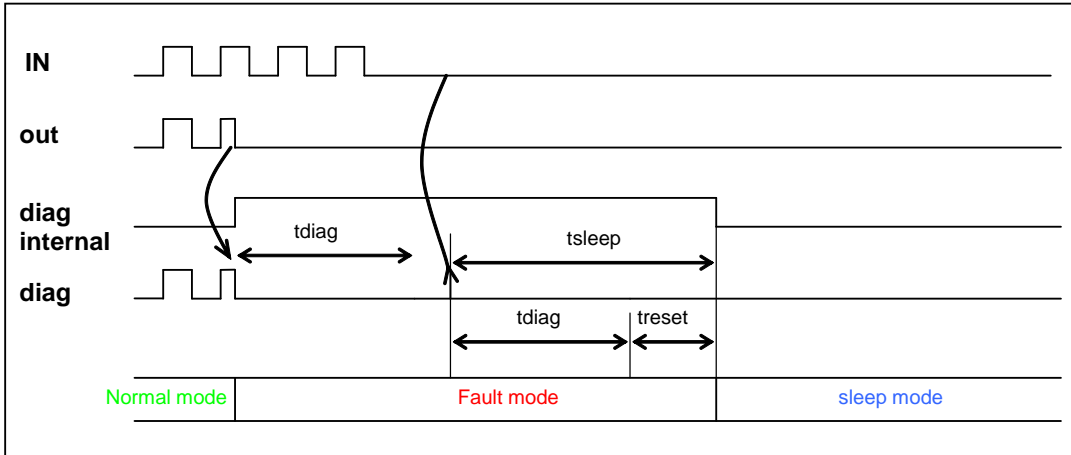 IN
out
diag
internal
tdiag
tsleep
diag
tdiag
treset
Normal mode
Fault mode
sleep mode